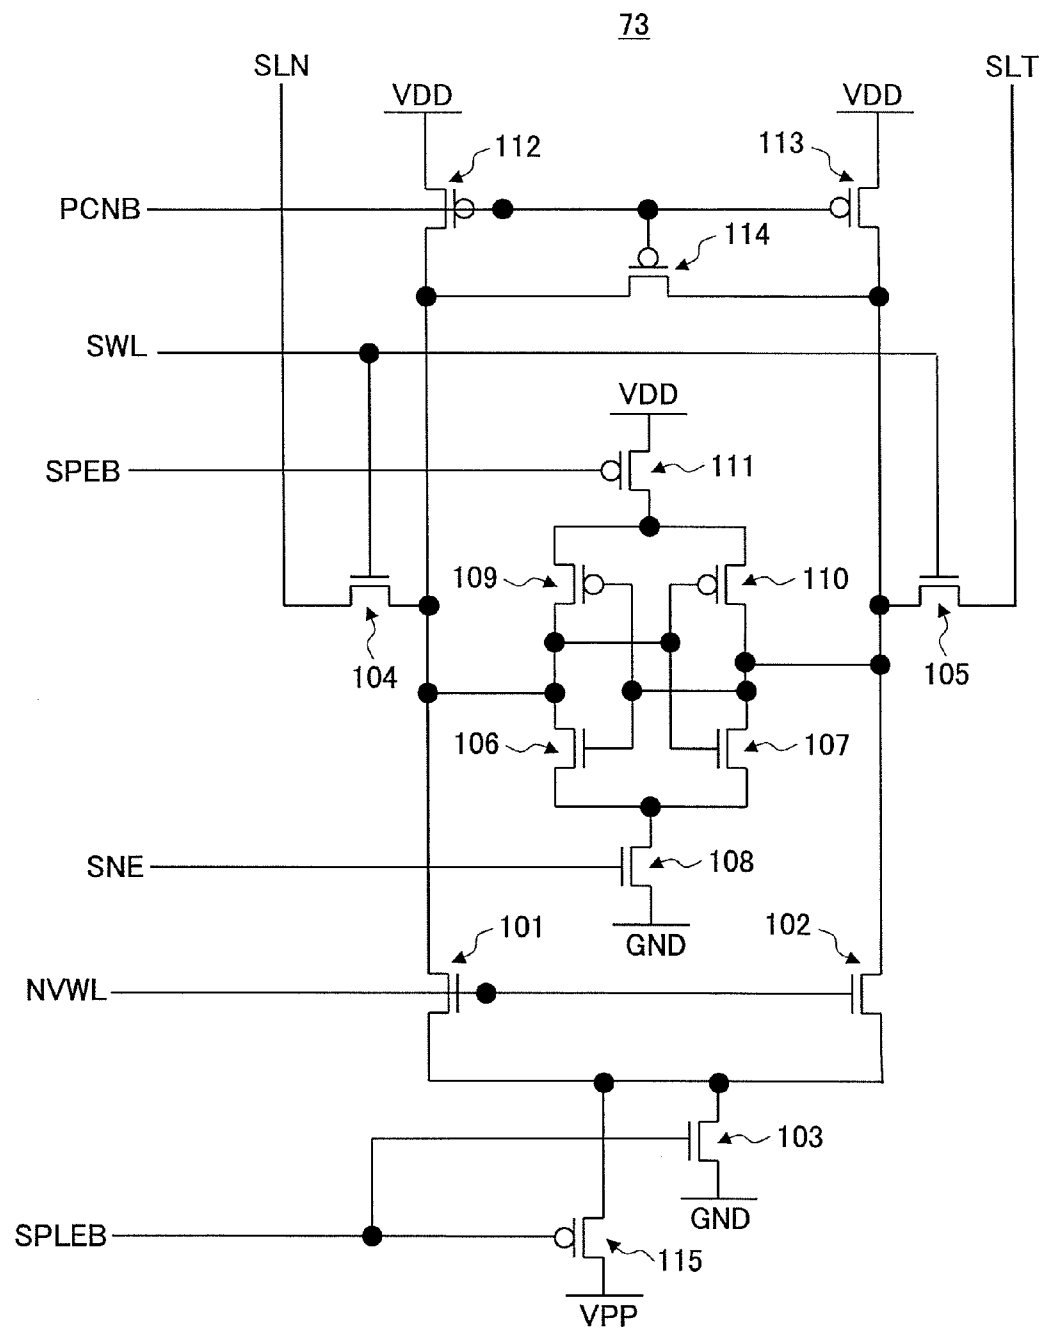 73
SLN
SLT
VDD
VDD
112
113
PCNB
114
SWL
VDD
SPEB
111
109
110
104
105
106
107
SNE
108
GND
101
102
NVWL
103
GND
SPLEB
115
VPP